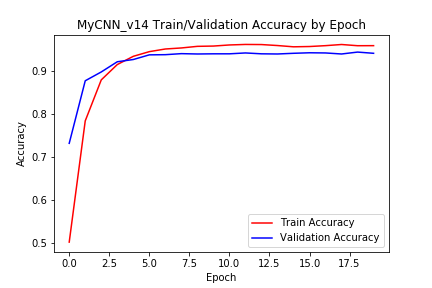 MyCNN_v14 Train/Validation Accuracy by Epoch
Accuracy
0.9
0.8
0.7
0.6
0.5
Train Accuracy
Validation Accuracy
0.0 2.5 5.0 7.5 10.0 12.5 15.0 17.5
Epoch